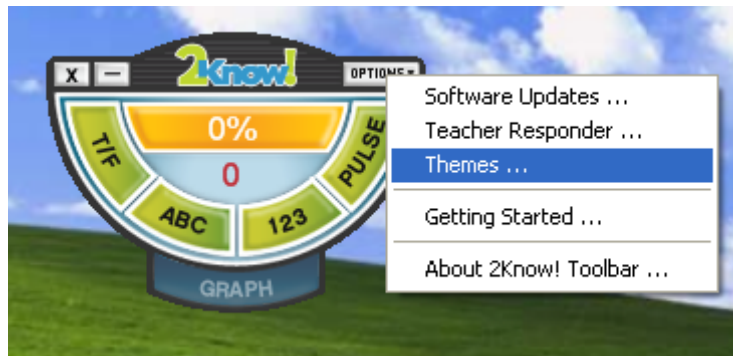 2Know!
X
OPTIONS
Software Updates ...
Teacher Responder ...
Themes ...
Getting Started ...
About 2Know! Toolbar ...
0%
0
T/F
ABC
123
PULSE
GRAPH